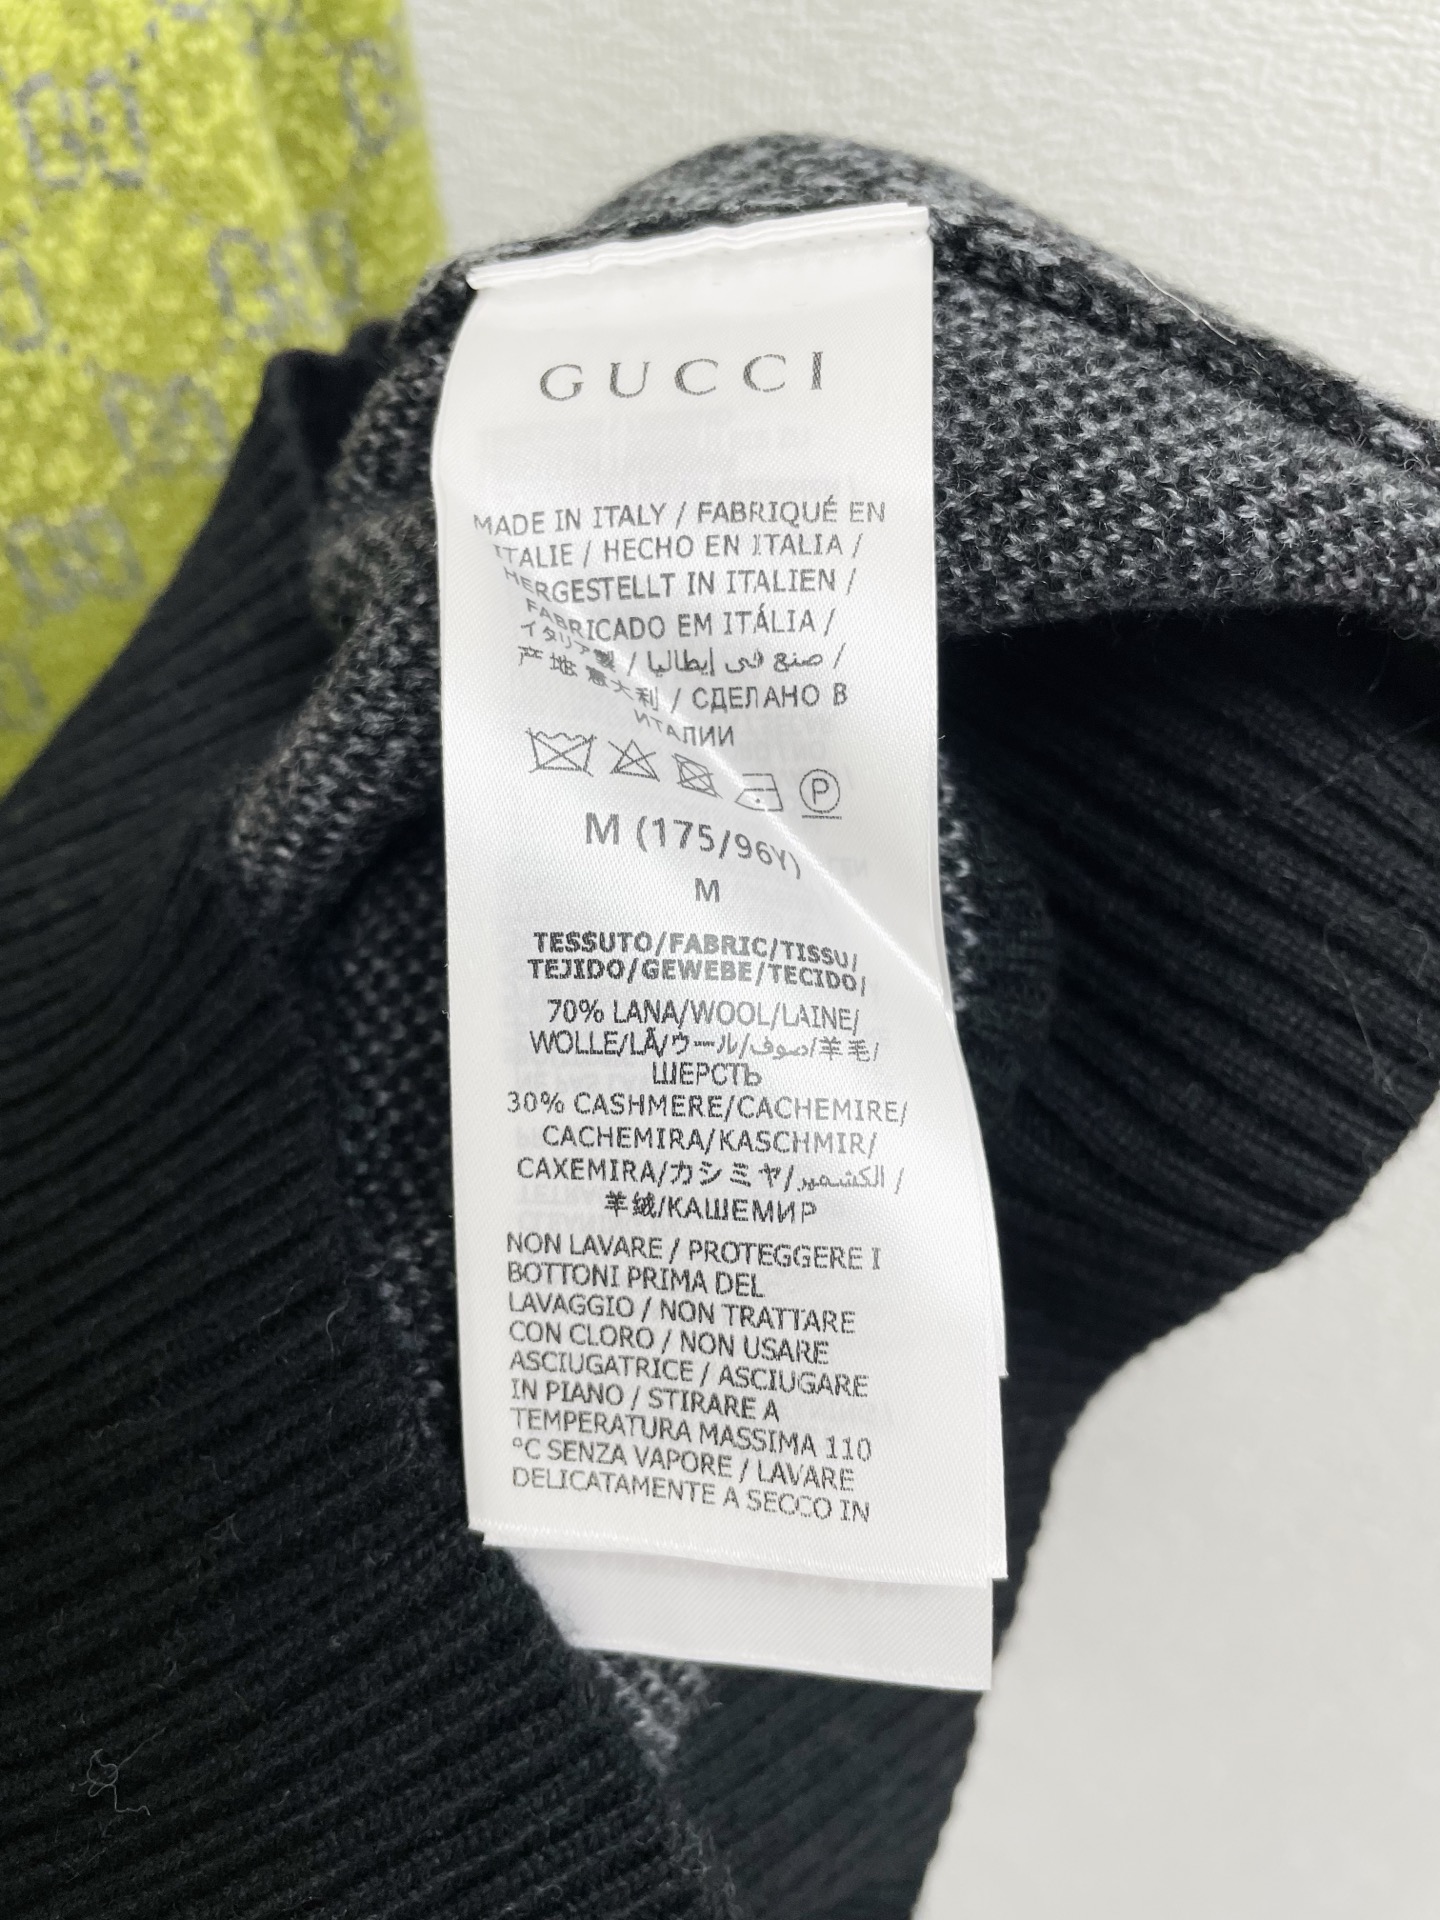 GUCCI
MADE IN ITALY / FABRIQUÉ EN
ITALIE / HECHO EN ITALIA /
HERGESTELLT IN ITALIEN /
FABRICADO EM ITÁLIA /
イタリア製 / صنع في إيطاليا /
产地 意大利 / СДЕЛАНО В
ИТАЛИИ
P
M (175/96Y)
M
TESSUTO/FABRIC/TISSU/
TEJIDO/GEWEBE/TECIDO/
70% LANA/WOOL/LAINE/
WOLLE/LÃ/ウール/صوف/羊毛/
ШЕРСТЬ
30% CASHMERE/CACHEMIRE/
CACHEMIRA/KASCHMIR/
CAXEMIRA/カシミヤ/الكشمير/
羊绒/КАШЕМИР
NON LAVARE / PROTEGGERE I
BOTTONI PRIMA DEL
LAVAGGIO / NON TRATTARE
CON CLORO / NON USARE
ASCIUGATRICE / ASCIUGARE
IN PIANO / STIRARE A
TEMPERATURA MASSIMA 110
°C SENZA VAPORE / LAVARE
DELICATAMENTE A SECCO IN